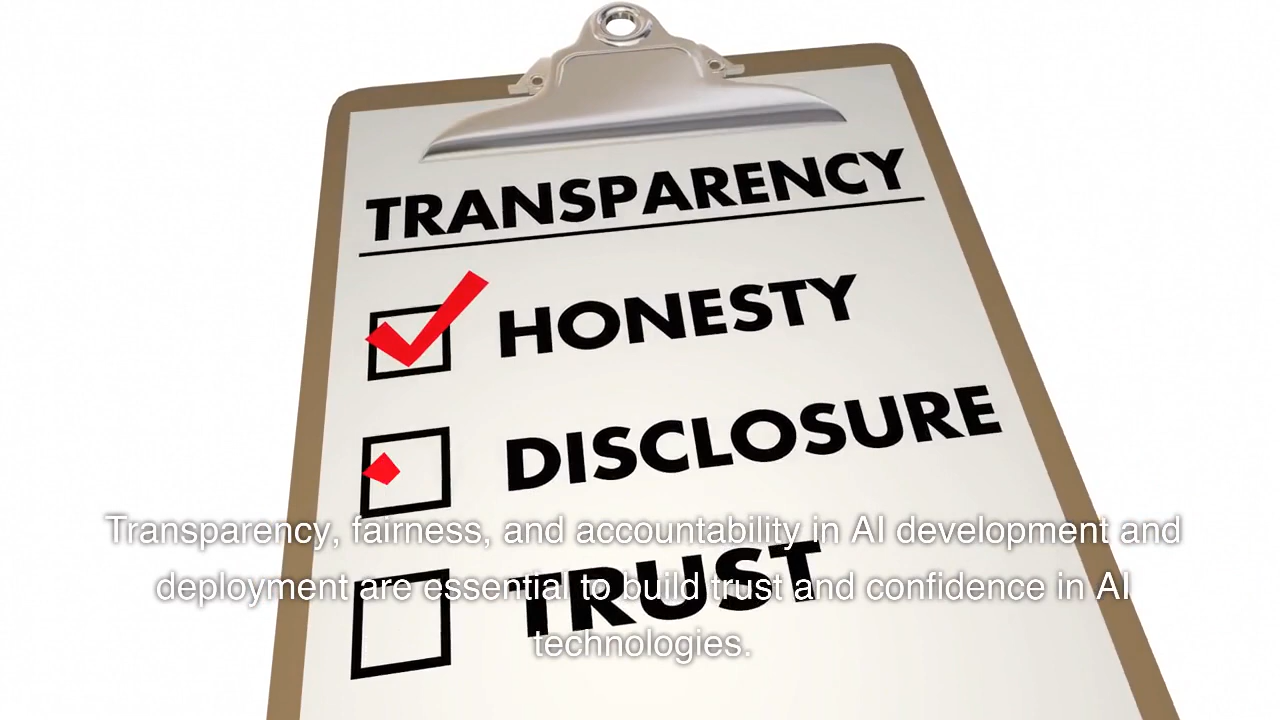 TRANSPARENCY
HONESTY
DISCLOSURE
Transparency, fairness, and accountability in AI development and
deployment are essential to build trust and confidence in AI
TRUST
technologies.